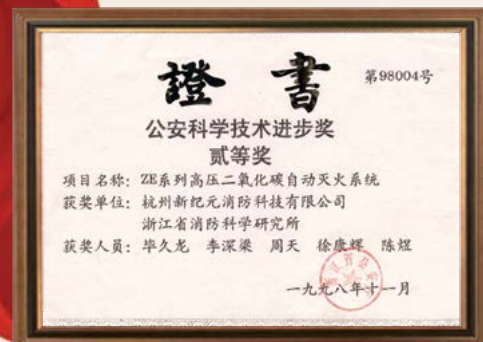 證 書
第98004号
公安科学技术进步奖
贰等奖
项目名称：ZE系列高压二氧化碳自动灭火系统
获奖单位：杭州新纪元消防科技有限公司
浙江省消防科学研究所
获奖人员：毕久龙 李深梁 周天 徐康辉 陈煜
一九九八年十一月